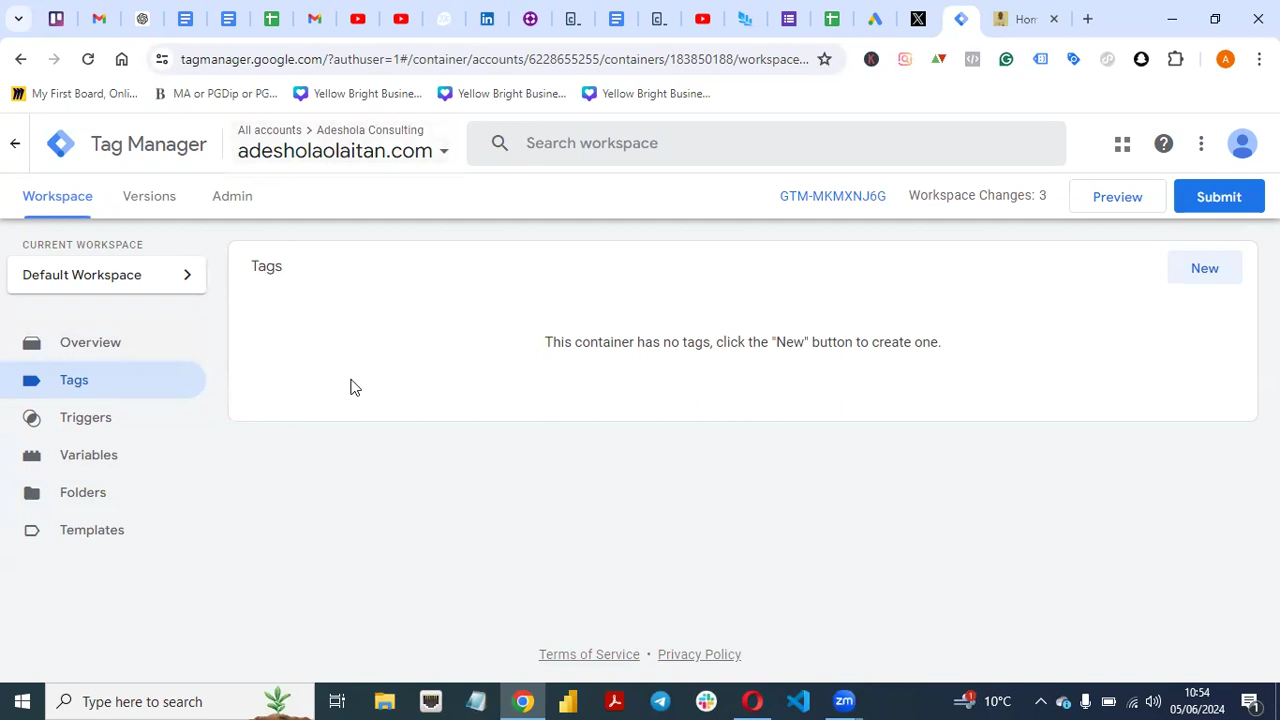 Hor
tagmanager.google.com/?authuser=1#/container/accounts/6228655255/containers/183850188/workspace...
My First Board, Onli...
MA or PGDip or PG...
Yellow Bright Busine...
Yellow Bright Busine...
Yellow Bright Busine...
A
Tag Manager
All accounts > Adeshola Consulting
adesholaolaitan.com
Search workspace
Workspace
Versions
Admin
GTM-MKMXNJ6G
Workspace Changes: 3
Preview
Submit
CURRENT WORKSPACE
Default Workspace
Overview
Tags
Triggers
Variables
Folders
Templates
Tags
New
This container has no tags, click the "New" button to create one.
Terms of Service • Privacy Policy
Type here to search
10°C
10:54
05/06/2024